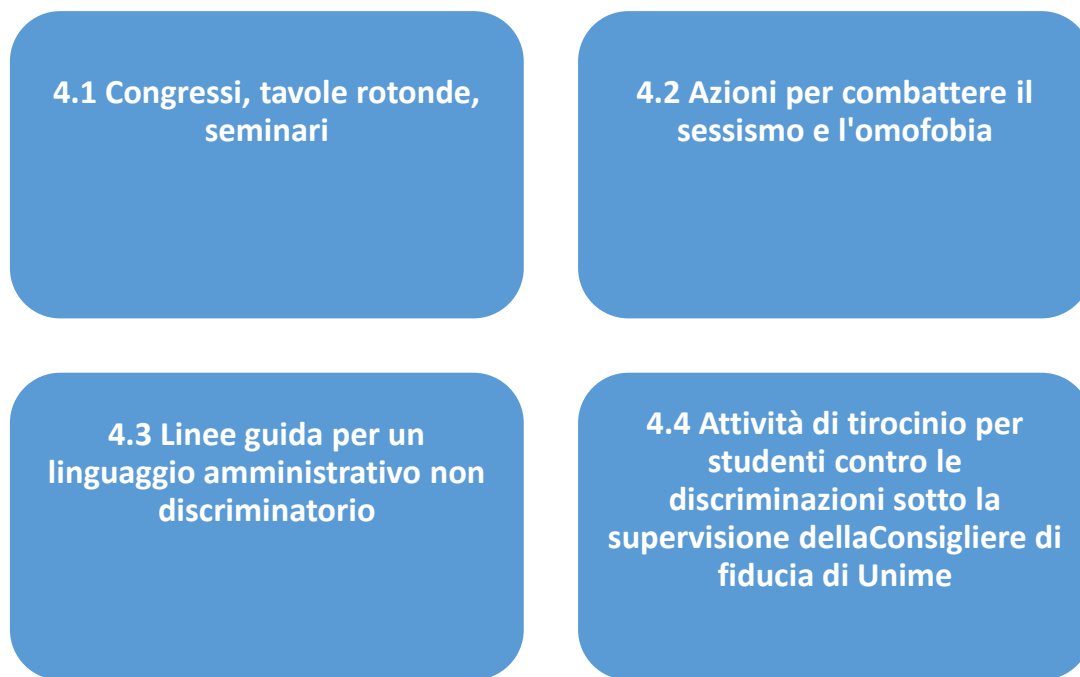 4.1 Congressi, tavole rotonde,
seminari
4.2 Azioni per combattere il
sessismo e l'omofobia
4.3 Linee guida per un
linguaggio amministrativo non
discriminatorio
4.4 Attività di tirocinio per
studenti contro le
discriminazioni sotto la
supervisione dellaConsigliere di
fiducia di Unime